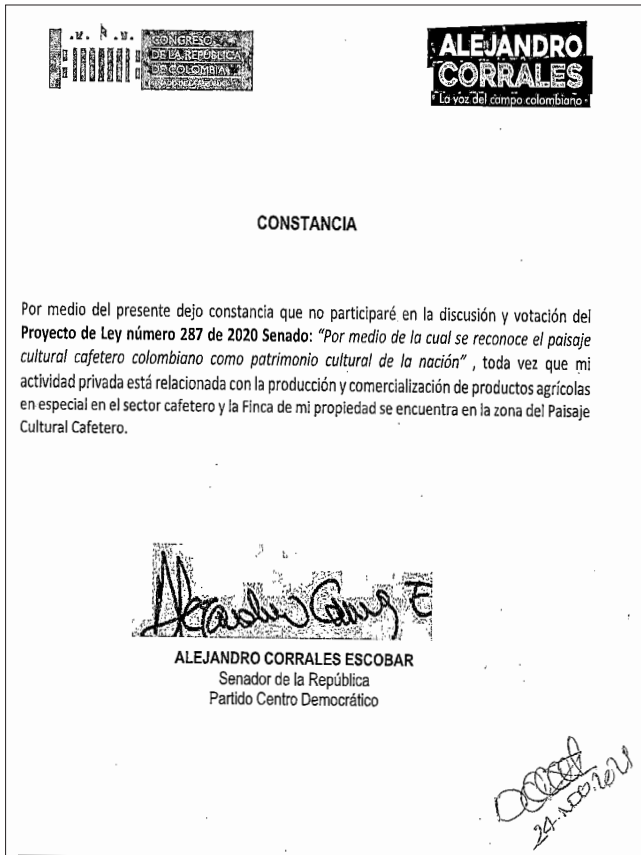 CONGRESO
DE LA REPÚBLICA
DE COLOMBIA
ALEJANDRO
CORRALES
La voz del campo colombiano
CONSTANCIA
Por medio del presente dejo constancia que no participaré en la discusión y votación del
Proyecto de Ley número 287 de 2020 Senado: "Por medio de la cual se reconoce el paisaje
cultural cafetero colombiano como patrimonio cultural de la nación" , toda vez que mi
actividad privada está relacionada con la producción y comercialización de productos agrícolas
en especial en el sector cafetero y la Finca de mi propiedad se encuentra en la zona del Paisaje
Cultural Cafetero.
ALEJANDRO CORRALES ESCOBAR
Senador de la República
Partido Centro Democrático
24·NOV·2021